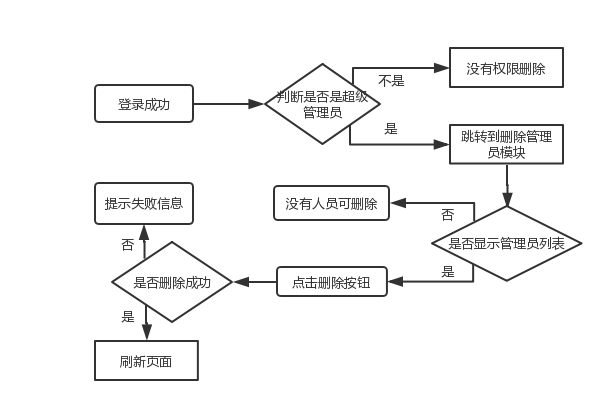 登录成功
判断是否是超级
管理员
不是
没有权限删除
是
跳转到删除管理
员模块
是否显示管理员列表
否
没有人员可删除
是
点击删除按钮
是否删除成功
否
提示失败信息
是
刷新页面